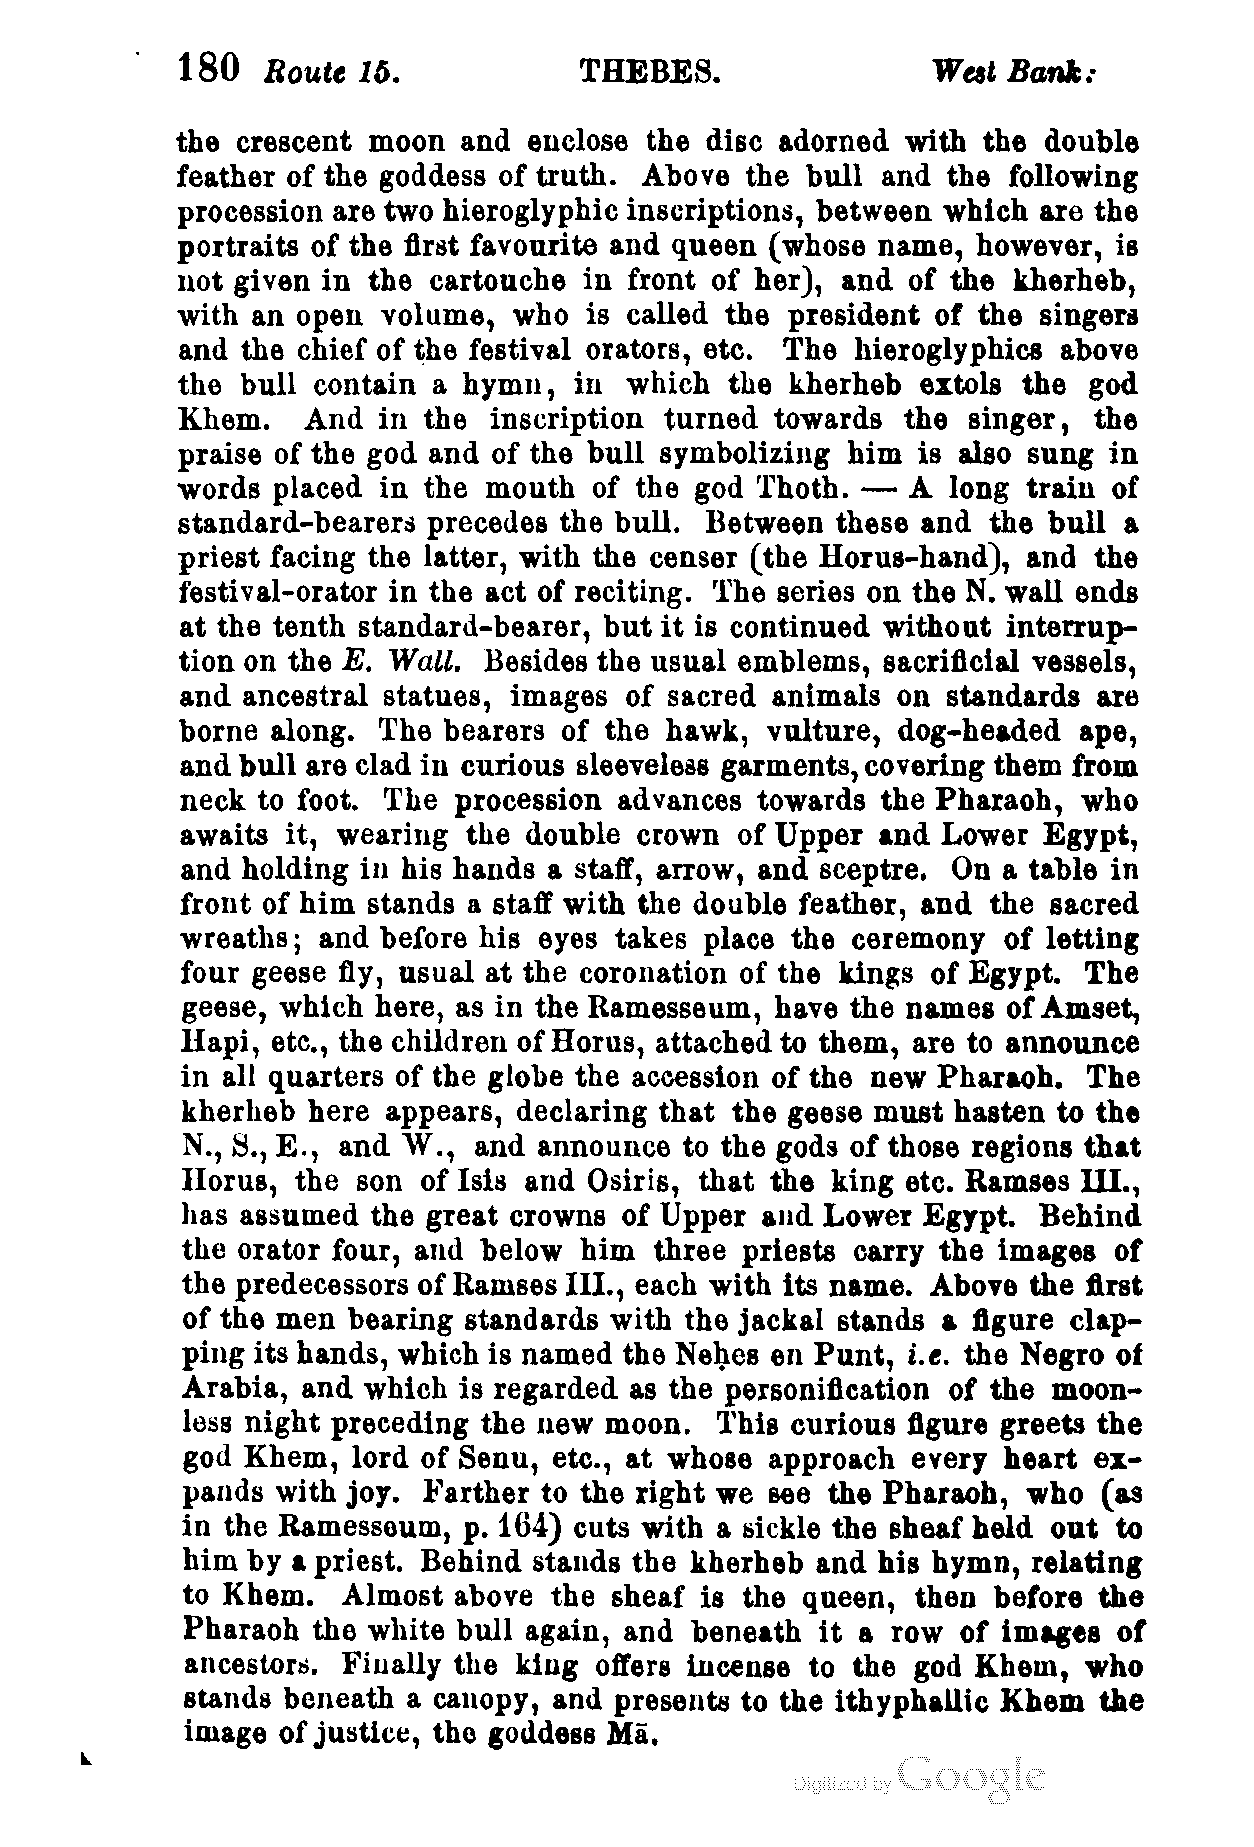 180 Route 15. THEBES. West Bank:
the crescent moon and enclose the disc adorned with the double
feather of the goddess of truth. Above the bull and the following
procession are two hieroglyphic inscriptions, between which are the
portraits of the first favourite and queen (whose name, however, is
not given in the cartouche in front of her), and of the kherheb,
with an open volume, who is called the president of the singers
and the chief of the festival orators, etc. The hieroglyphics above
the bull contain a hymn, in which the kherheb extols the god
Khem. And in the inscription turned towards the singer, the
praise of the god and of the bull symbolizing him is also sung in
words placed in the mouth of the god Thoth. — A long train of
standard-bearers precedes the bull. Between these and the bull a
priest facing the latter, with the censer (the Horus-hand), and the
festival-orator in the act of reciting. The series on the N. wall ends
at the tenth standard-bearer, but it is continued without interrup-
tion on the E. Wall. Besides the usual emblems, sacrificial vessels,
and ancestral statues, images of sacred animals on standards are
borne along. The bearers of the hawk, vulture, dog-headed ape,
and bull are clad in curious sleeveless garments, covering them from
neck to foot. The procession advances towards the Pharaoh, who
awaits it, wearing the double crown of Upper and Lower Egypt,
and holding in his hands a staff, arrow, and sceptre. On a table in
front of him stands a staff with the double feather, and the sacred
wreaths; and before his eyes takes place the ceremony of letting
four geese fly, usual at the coronation of the kings of Egypt. The
geese, which here, as in the Ramesseum, have the names of Amset,
Hapi, etc., the children of Horus, attached to them, are to announce
in all quarters of the globe the accession of the new Pharaoh. The
kherheb here appears, declaring that the geese must hasten to the
N., S., E., and W., and announce to the gods of those regions that
Horus, the son of Isis and Osiris, that the king etc. Ramses III.,
has assumed the great crowns of Upper and Lower Egypt. Behind
the orator four, and below him three priests carry the images of
the predecessors of Ramses III., each with its name. Above the first
of the men bearing standards with the jackal stands a figure clap-
ping its hands, which is named the Neḥes en Punt, i.e. the Negro of
Arabia, and which is regarded as the personification of the moon-
less night preceding the new moon. This curious figure greets the
god Khem, lord of Senu, etc., at whose approach every heart ex-
pands with joy. Farther to the right we see the Pharaoh, who (as
in the Ramesseum, p. 164) cuts with a sickle the sheaf held out to
him by a priest. Behind stands the kherheb and his hymn, relating
to Khem. Almost above the sheaf is the queen, then before the
Pharaoh the white bull again, and beneath it a row of images of
ancestors. Finally the king offers incense to the god Khem, who
stands beneath a canopy, and presents to the ithyphallic Khem the
image of justice, the goddess Mā.
Digitized by Google